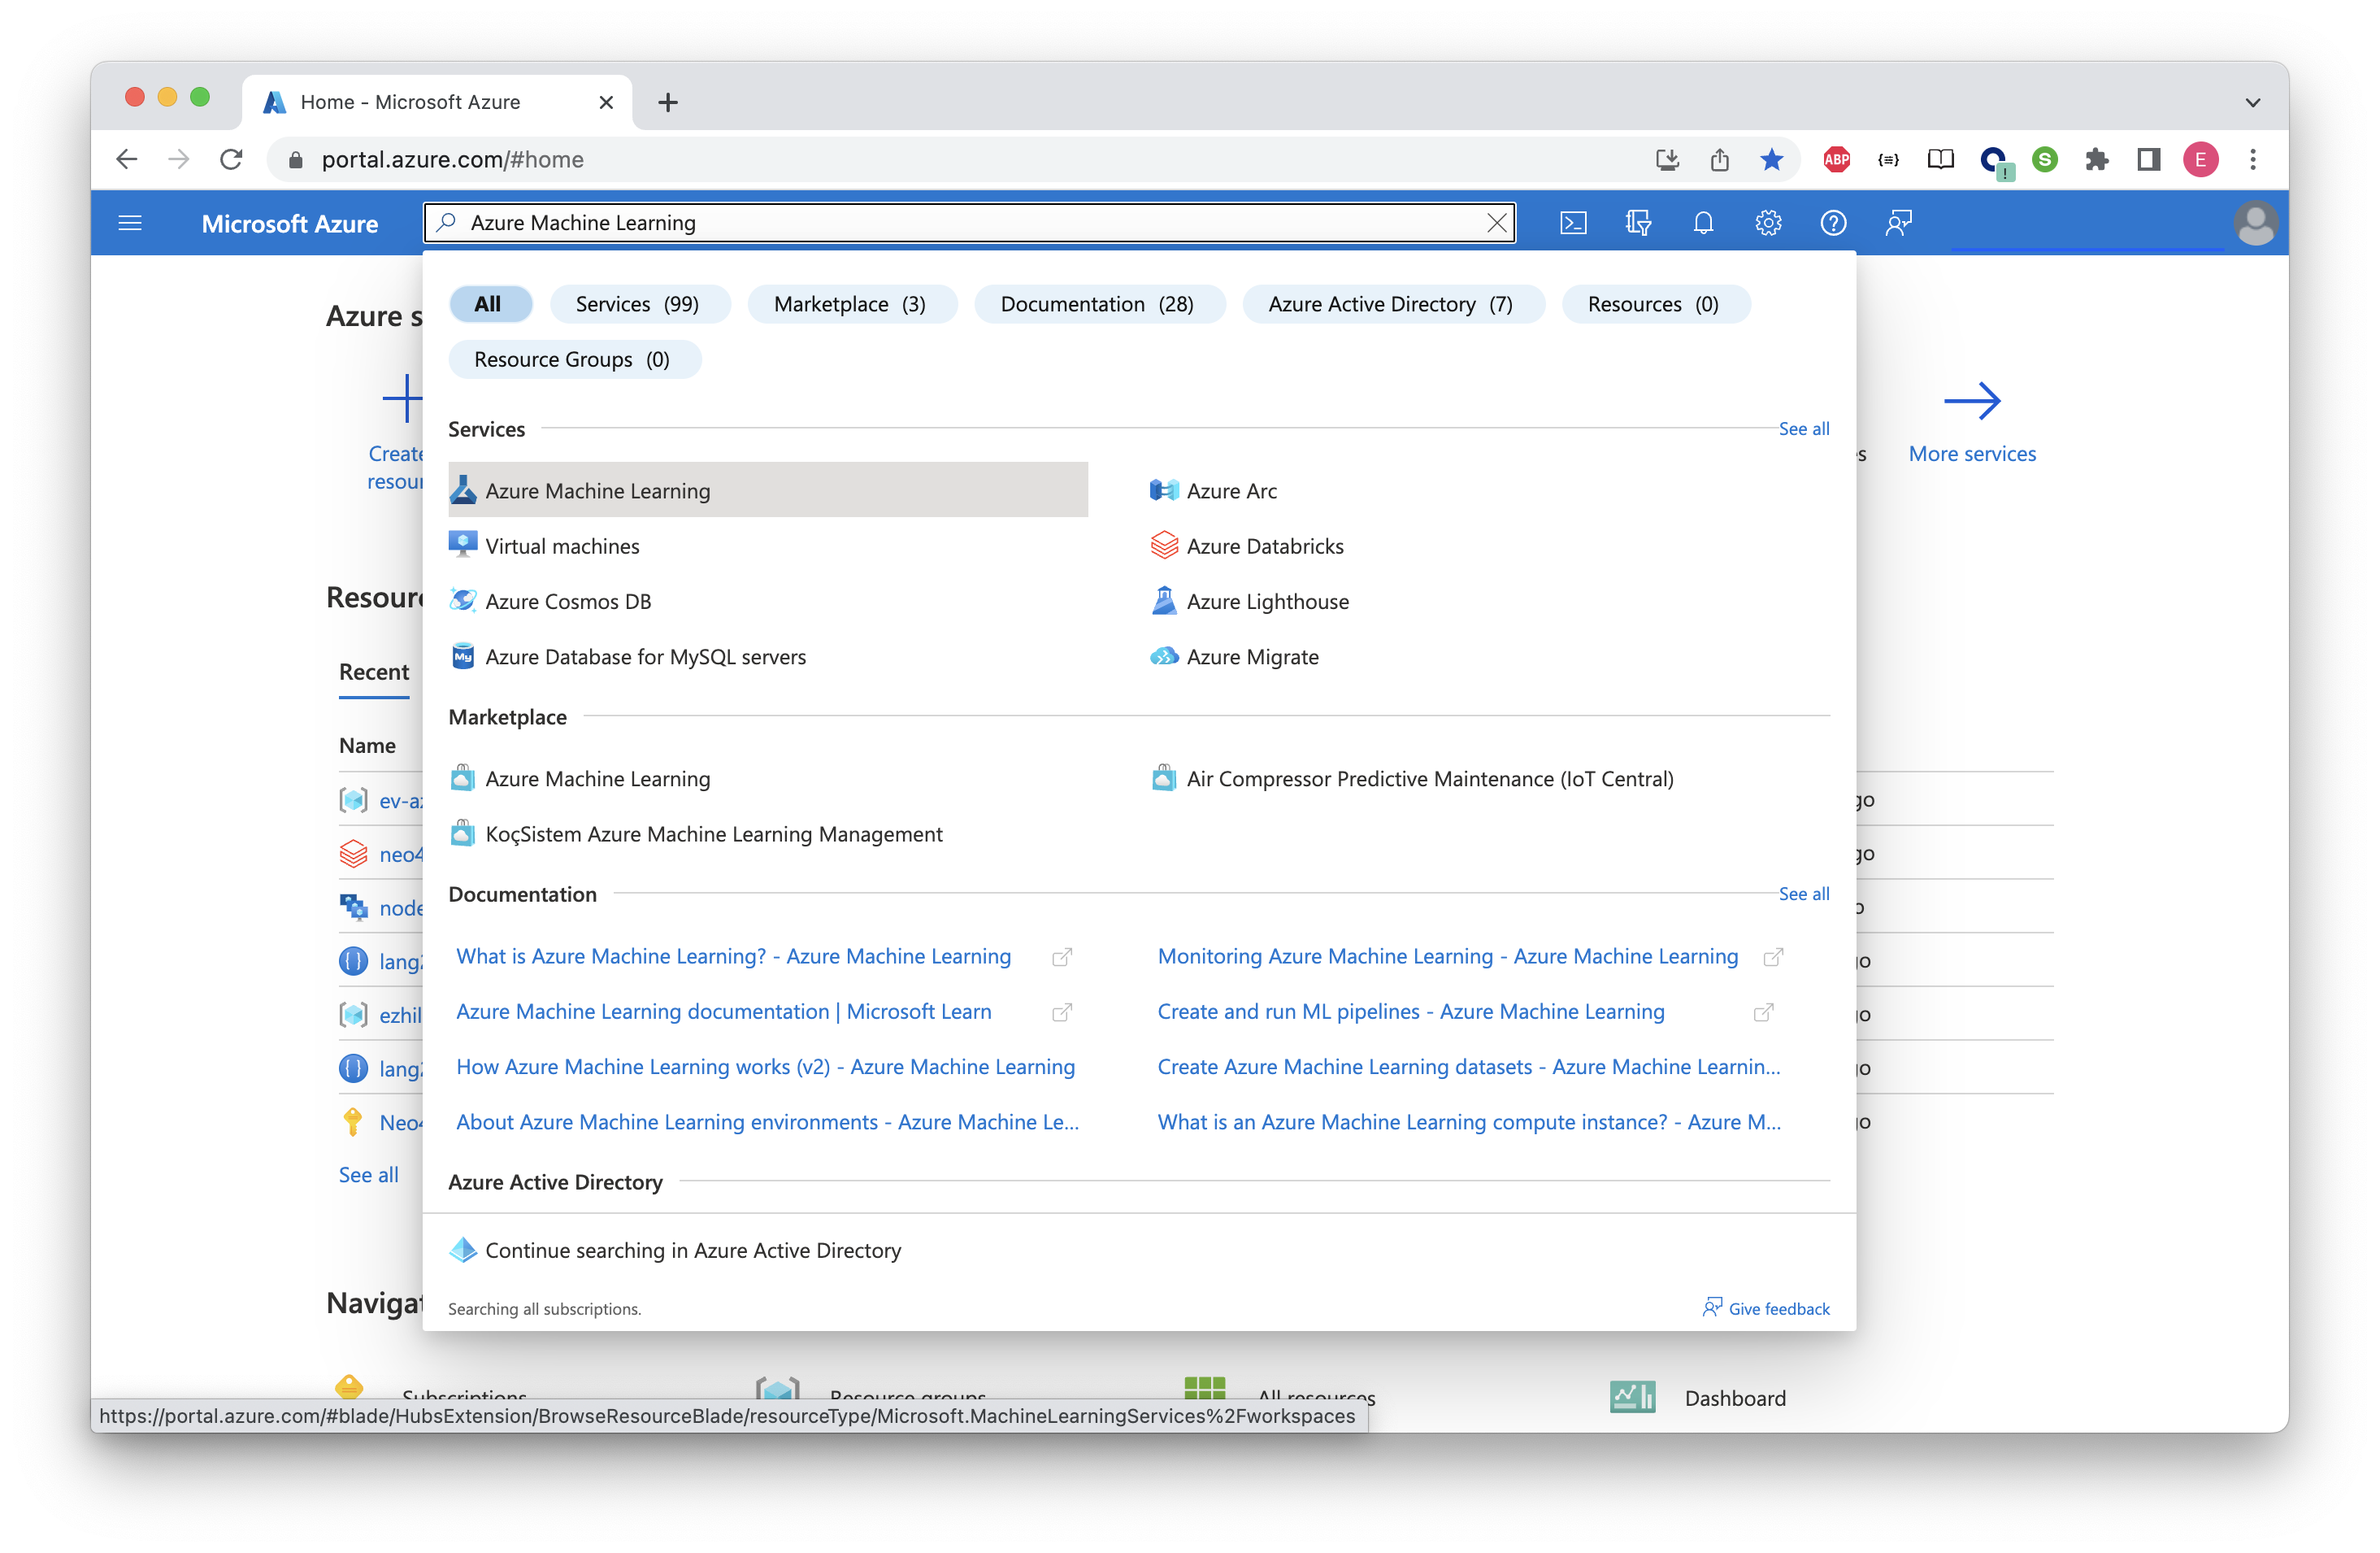 Home - Microsoft Azure
portal.azure.com/#home
ABP
S
E
Microsoft Azure
Azure Machine Learning
All
Services (99)
Marketplace (3)
Documentation (28)
Azure Active Directory (7)
Resources (0)
Resource Groups (0)
Azure s
Create
resour
Services
See all
More services
Azure Machine Learning
Azure Arc
Virtual machines
Azure Databricks
Azure Cosmos DB
Azure Lighthouse
Azure Database for MySQL servers
Azure Migrate
Resour
Recent
Name
Marketplace
Azure Machine Learning
Air Compressor Predictive Maintenance (IoT Central)
KoçSistem Azure Machine Learning Management
ev-az
neo4
node
lang2
ezhil
lang2
Neo4
See all
Documentation
See all
What is Azure Machine Learning? - Azure Machine Learning
Monitoring Azure Machine Learning - Azure Machine Learning
Azure Machine Learning documentation | Microsoft Learn
Create and run ML pipelines - Azure Machine Learning
How Azure Machine Learning works (v2) - Azure Machine Learning
Create Azure Machine Learning datasets - Azure Machine Learnin...
About Azure Machine Learning environments - Azure Machine Le...
What is an Azure Machine Learning compute instance? - Azure M...
Azure Active Directory
Continue searching in Azure Active Directory
Searching all subscriptions.
Give feedback
Navigat
Subscriptions
Resource groups
All resources
Dashboard
https://portal.azure.com/#blade/HubsExtension/BrowseResourceBlade/resourceType/Microsoft.MachineLearningServices%2Fworkspaces